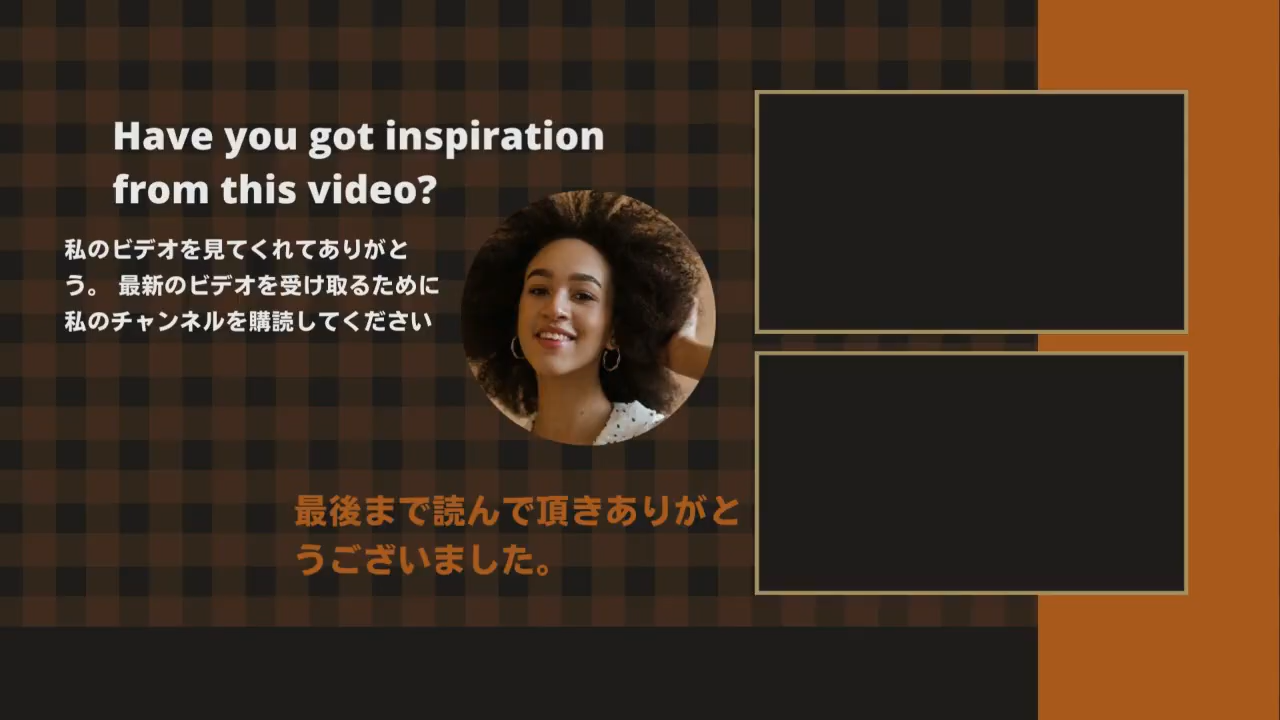 Have you got inspiration
from this video?
私のビデオを見てくれてありがと
う。 最新のビデオを受け取るために
私のチャンネルを購読してください
最後まで読んで頂きありがと
うございました。